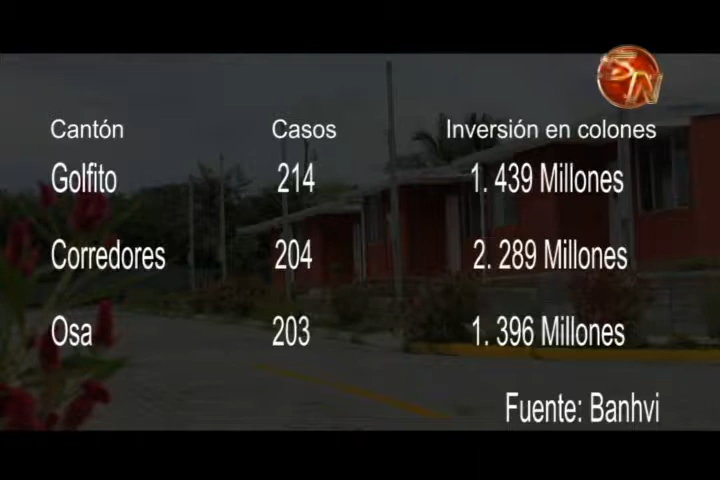 SN
Cantón Casos Inversión en colones
Golfito 214 1. 439 Millones
Corredores 204 2. 289 Millones
Osa 203 1. 396 Millones
Fuente: Banhvi